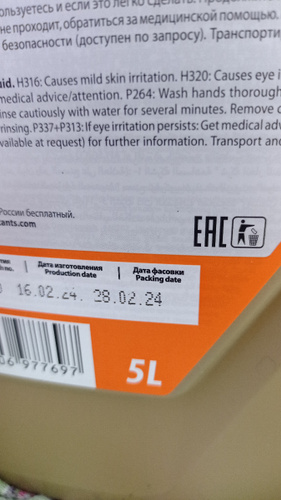 пользуетесь и если это легко сделать.
не проходит, обратиться за медицинской помощью.
безопасности (доступен по запросу). Транспорти
id. H316: Causes mild skin irritation. H320: Causes eye i
medical advice/attention. P264: Wash hands thorough
inse cautiously with water for several minutes. Remove c
rinsing. P337+P313: If eye irritation persists: Get medical adv
vailable at request) for further information. Transport and
России бесплатный.
ants.com
EAC
Дата изготовления
Production date
Дата фасовки
Packing date
16.02.24. 28.02.24
977697
5L